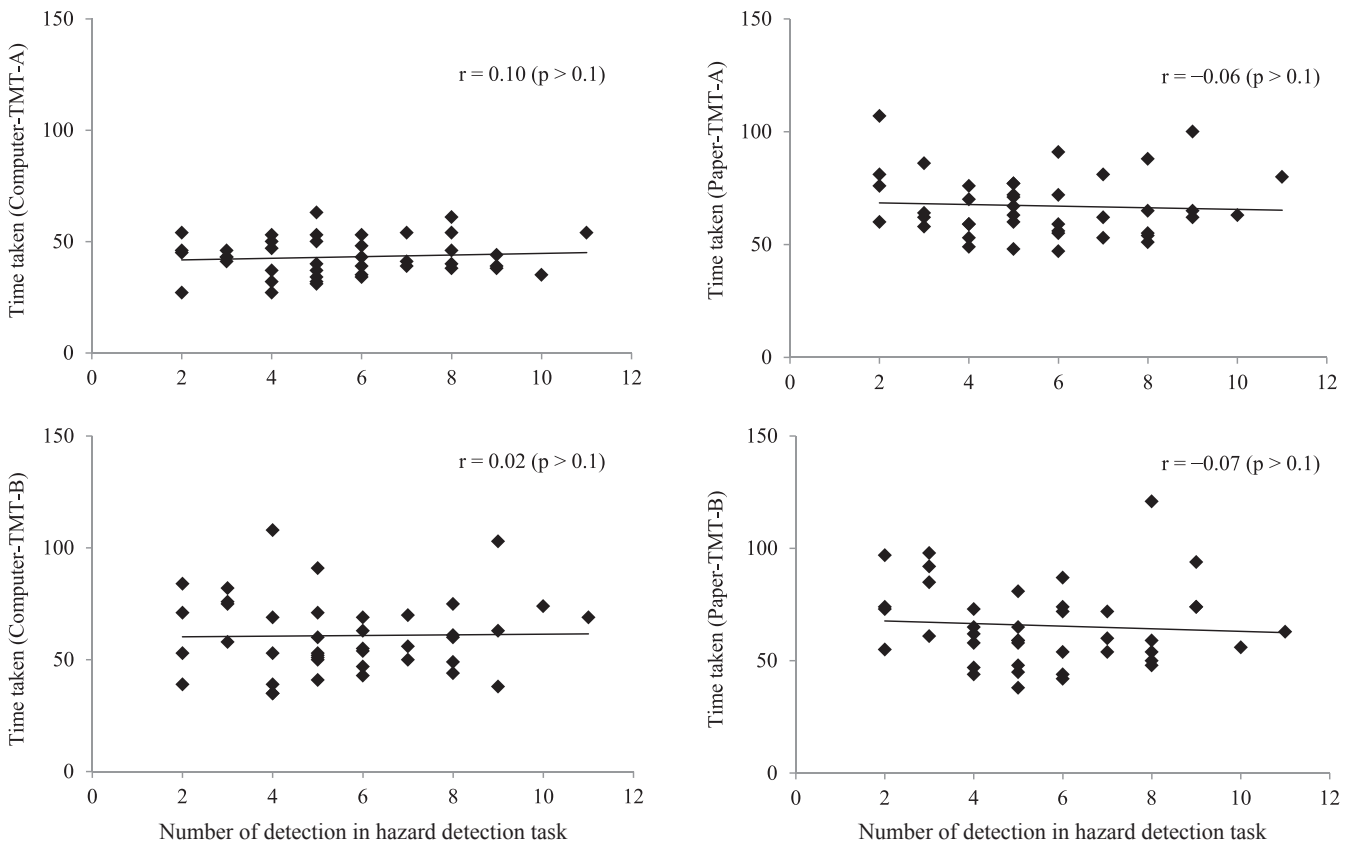 150
100
50
0
0 2 4 6 8 10 12
Time taken (Computer-TMT-A)
r = 0.10 (p > 0.1)
150
100
50
0
0 2 4 6 8 10 12
Time taken (Paper-TMT-A)
r = −0.06 (p > 0.1)
150
100
50
0
0 2 4 6 8 10 12
Time taken (Computer-TMT-B)
r = 0.02 (p > 0.1)
Number of detection in hazard detection task
150
100
50
0
0 2 4 6 8 10 12
Time taken (Paper-TMT-B)
r = −0.07 (p > 0.1)
Number of detection in hazard detection task